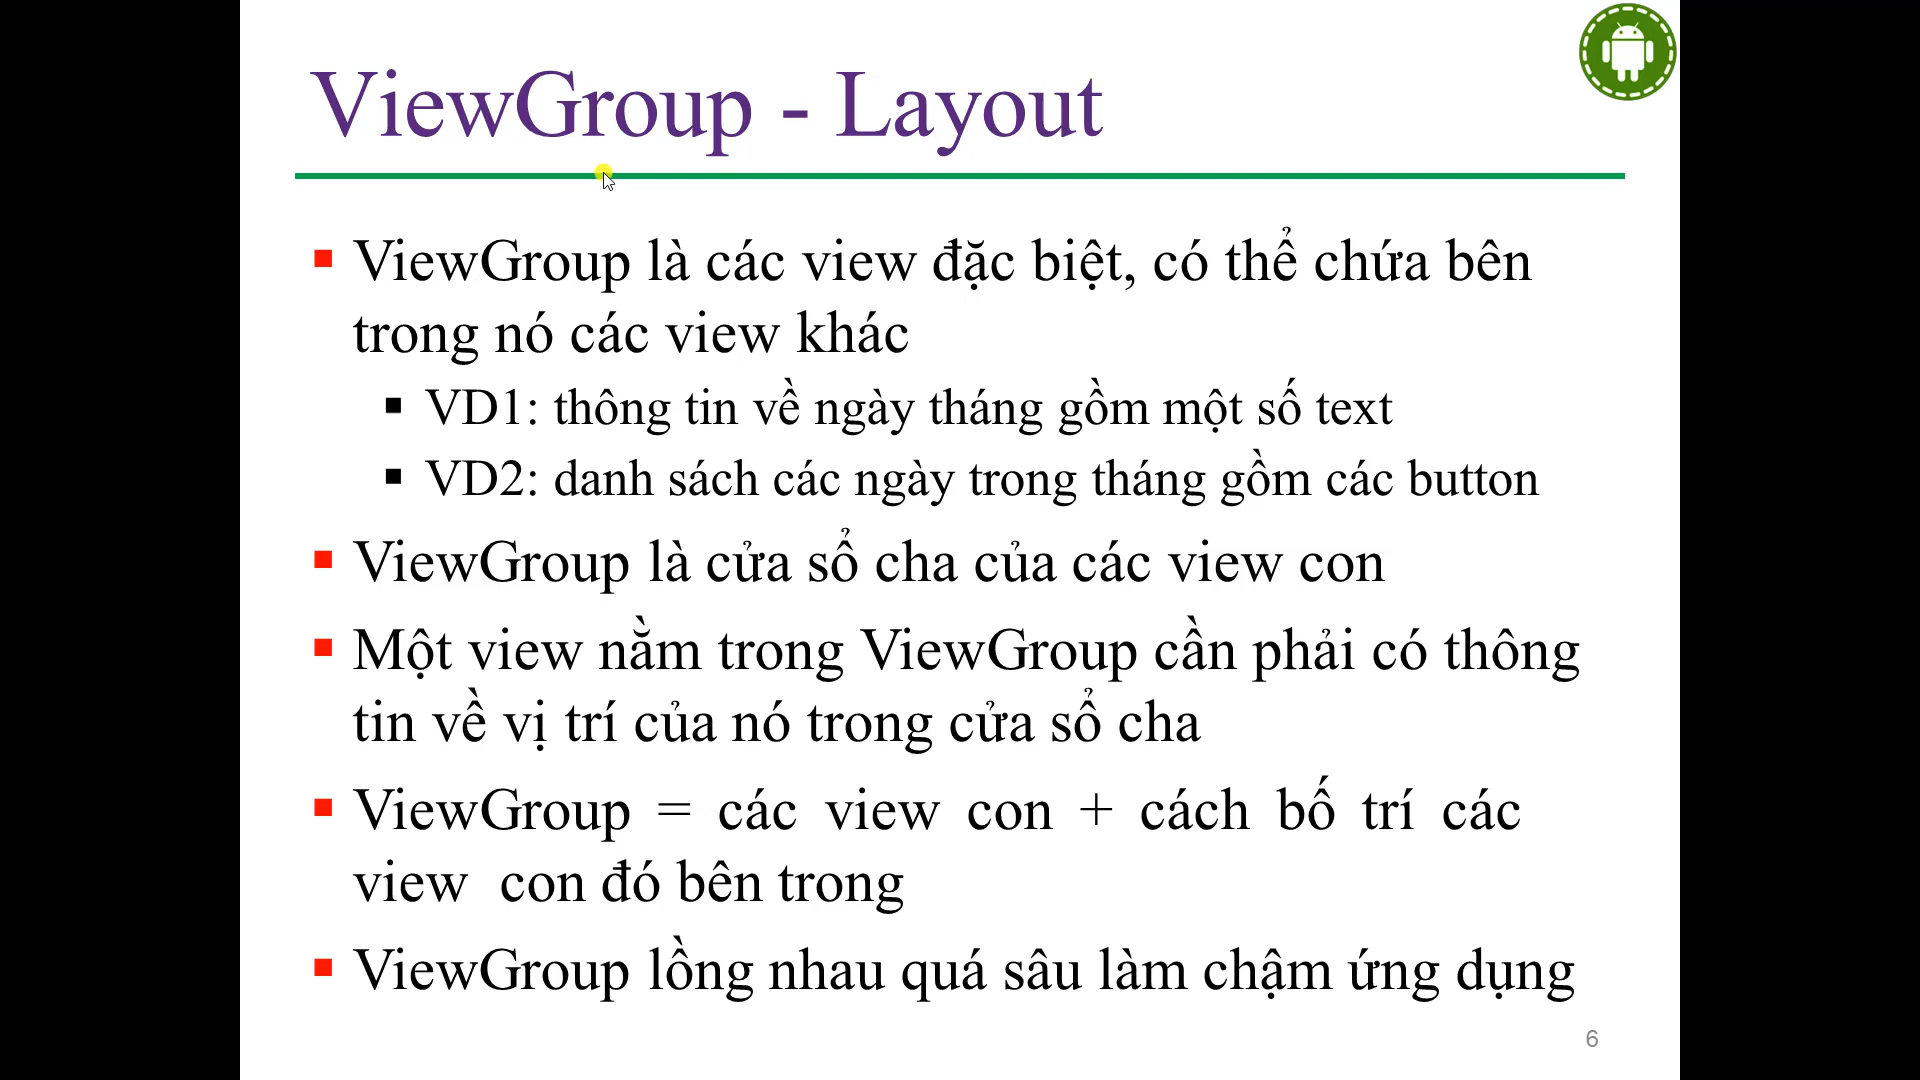 ViewGroup - Layout
ViewGroup là các view đặc biệt, có thể chứa bên
trong nó các view khác
VD1: thông tin về ngày tháng gồm một số text
VD2: danh sách các ngày trong tháng gồm các button
ViewGroup là cửa sổ cha của các view con
Một view nằm trong ViewGroup cần phải có thông
tin về vị trí của nó trong cửa sổ cha
ViewGroup = các view con + cách bố trí các
view con đó bên trong
ViewGroup lồng nhau quá sâu làm chậm ứng dụng
6